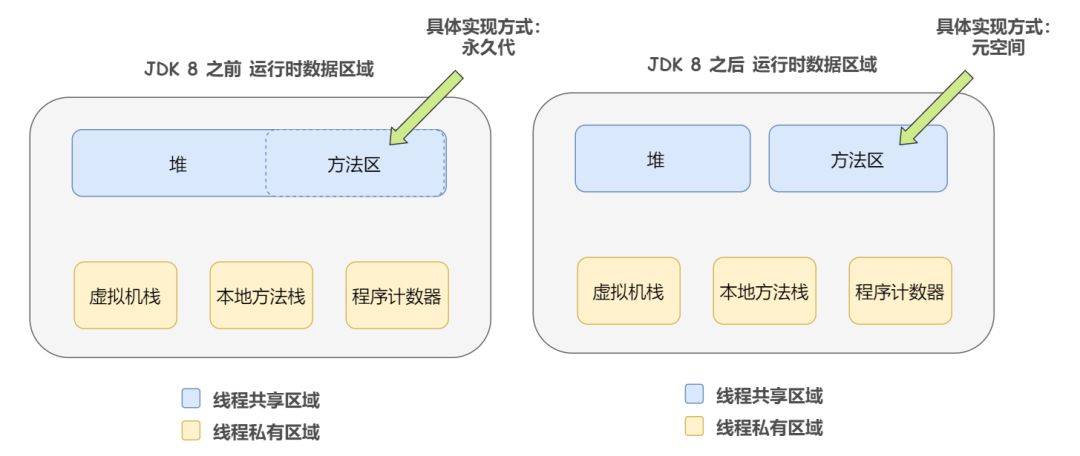 具体实现方式：
永久代
JDK 8 之前 运行时数据区域
堆
方法区
虚拟机栈
本地方法栈
程序计数器
线程共享区域
线程私有区域
具体实现方式：
元空间
JDK 8 之后 运行时数据区域
堆
方法区
虚拟机栈
本地方法栈
程序计数器
线程共享区域
线程私有区域